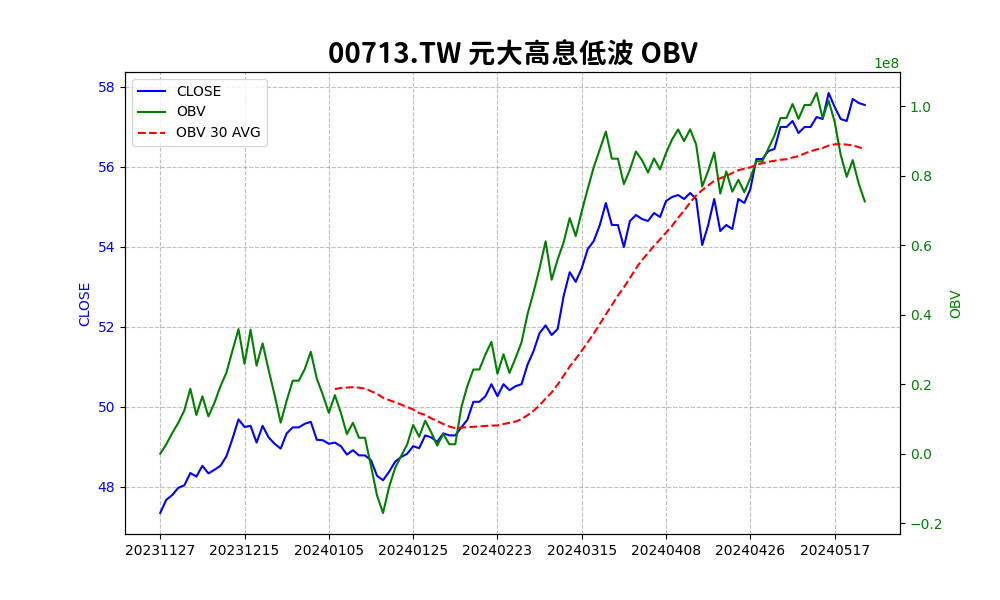 00713.TW 元大高息低波 OBV
1e8
CLOSE
OBV
OBV 30 AVG
58
56
54
52
50
48
CLOSE
1.0
0.8
0.6
0.4
0.2
0.0
−0.2
OBV
20231127 20231215 20240105 20240125 20240223 20240315 20240408 20240426 20240517